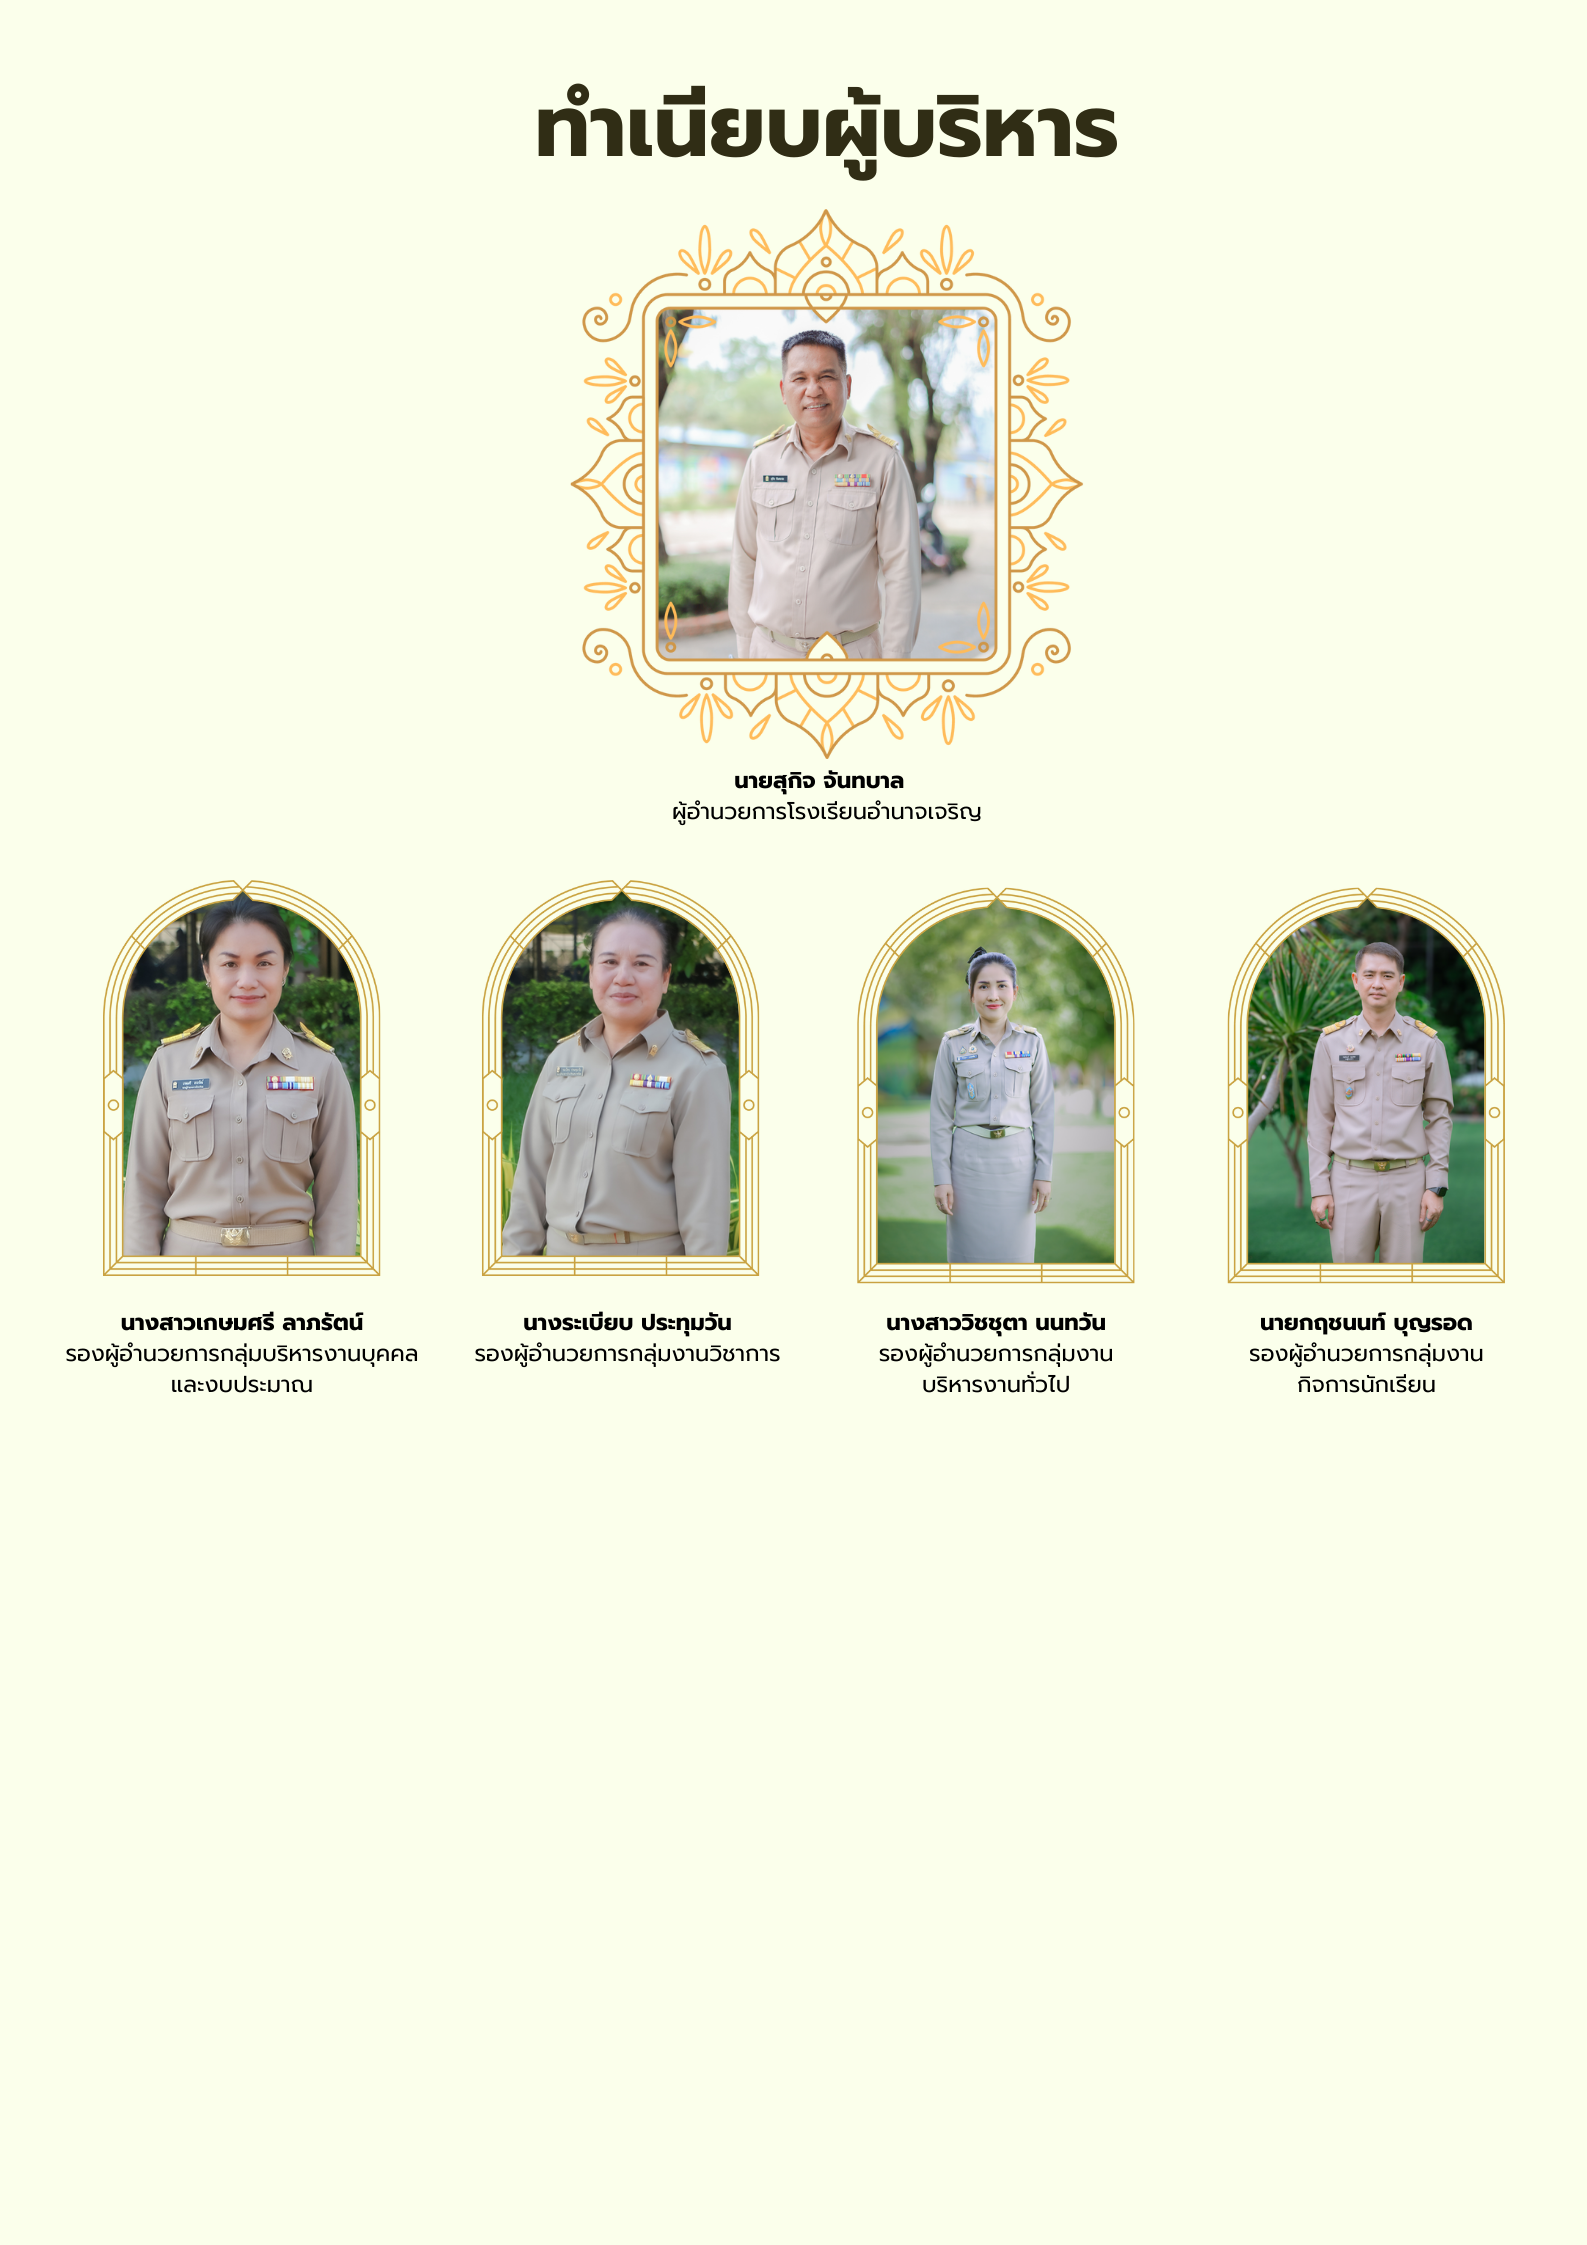 ทำเนียบผู้บริหาร
นายสุกิจ จันทบาล
ผู้อำนวยการโรงเรียนอำนาจเจริญ
นางสาวเกษมศรี ลาภรัตน์
รองผู้อำนวยการกลุ่มบริหารงานบุคคล
และงบประมาณ
นางระเบียบ ประทุมวัน
รองผู้อำนวยการกลุ่มงานวิชาการ
นางสาววิชชุตา นนทวัน
รองผู้อำนวยการกลุ่มงาน
บริหารงานทั่วไป
นายกฤชนนท์ บุญรอด
รองผู้อำนวยการกลุ่มงาน
กิจการนักเรียน